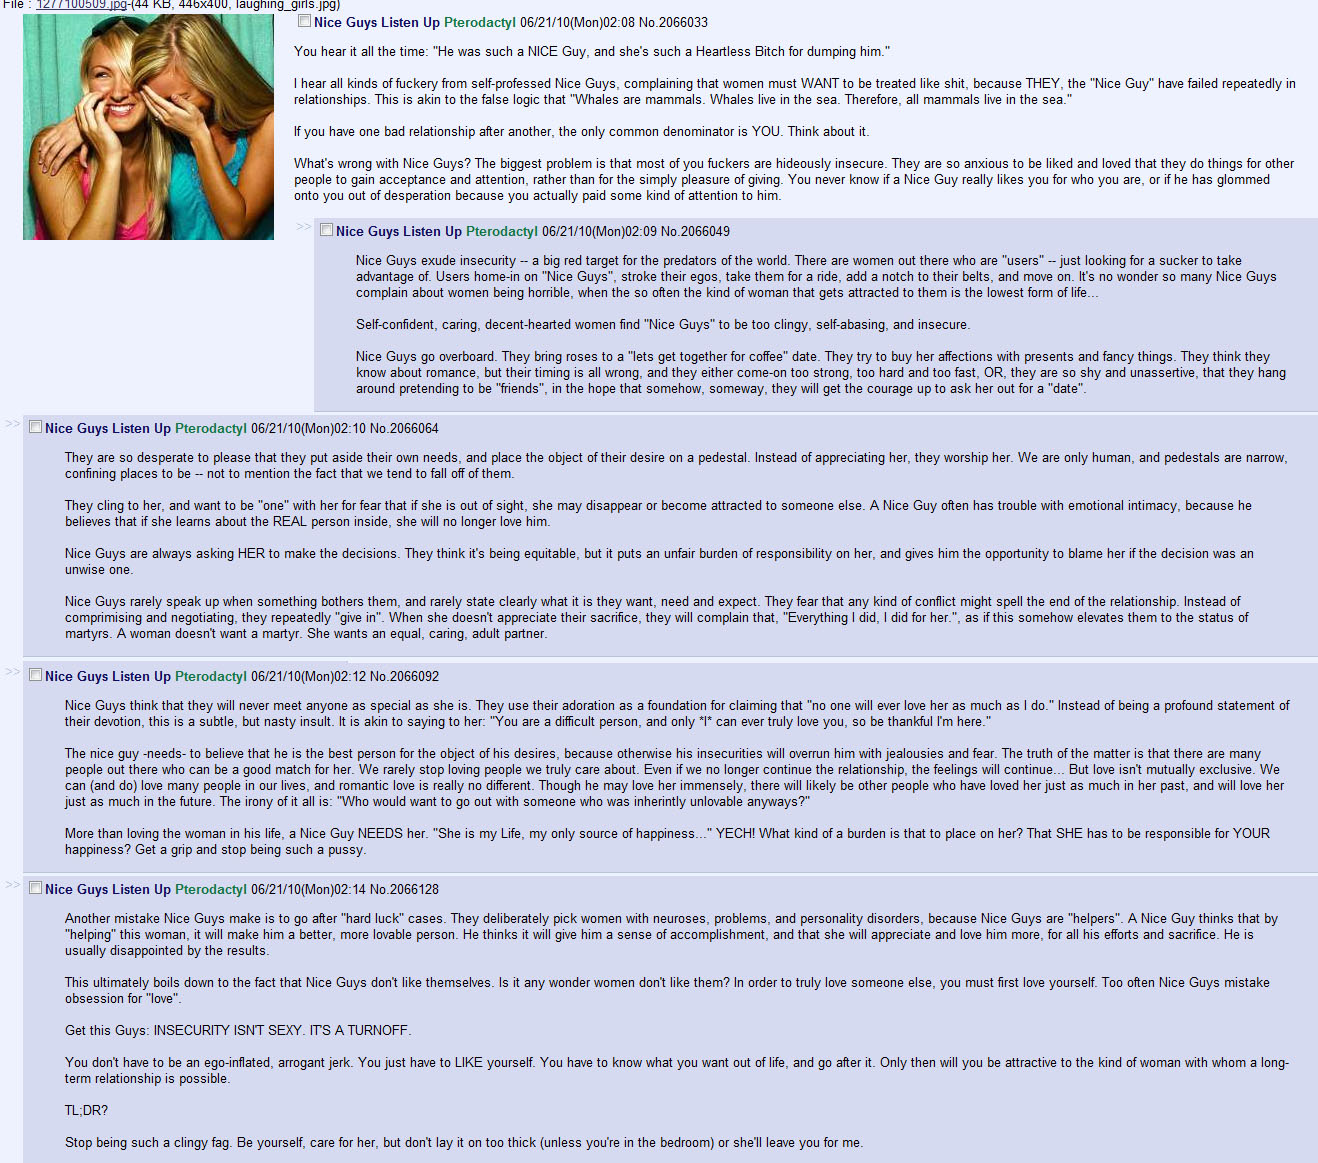 File : 1277100509.jpg-(44 KB, 446x400, laughing_girls.jpg)
Nice Guys Listen Up Pterodactyl 06/21/10(Mon)02:08 No.2066033
You hear it all the time: "He was such a NICE Guy, and she's such a Heartless Bitch for dumping him."
I hear all kinds of fuckery from self-professed Nice Guys, complaining that women must WANT to be treated like shit, because THEY, the "Nice Guy" have failed repeatedly in
relationships. This is akin to the false logic that "Whales are mammals. Whales live in the sea. Therefore, all mammals live in the sea."
If you have one bad relationship after another, the only common denominator is YOU. Think about it.
What's wrong with Nice Guys? The biggest problem is that most of you fuckers are hideously insecure. They are so anxious to be liked and loved that they do things for other
people to gain acceptance and attention, rather than for the simply pleasure of giving. You never know if a Nice Guy really likes you for who you are, or if he has glommed
onto you out of desperation because you actually paid some kind of attention to him.
>> Nice Guys Listen Up Pterodactyl 06/21/10(Mon)02:09 No.2066049
Nice Guys exude insecurity -- a big red target for the predators of the world. There are women out there who are "users" -- just looking for a sucker to take
advantage of. Users home-in on "Nice Guys", stroke their egos, take them for a ride, add a notch to their belts, and move on. It's no wonder so many Nice Guys
complain about women being horrible, when the so often the kind of woman that gets attracted to them is the lowest form of life...
Self-confident, caring, decent-hearted women find "Nice Guys" to be too clingy, self-abasing, and insecure.
Nice Guys go overboard. They bring roses to a "lets get together for coffee" date. They try to buy her affections with presents and fancy things. They think they
know about romance, but their timing is all wrong, and they either come-on too strong, too hard and too fast, OR, they are so shy and unassertive, that they hang
around pretending to be "friends", in the hope that somehow, someway, they will get the courage up to ask her out for a "date".
>> Nice Guys Listen Up Pterodactyl 06/21/10(Mon)02:10 No.2066064
They are so desperate to please that they put aside their own needs, and place the object of their desire on a pedestal. Instead of appreciating her, they worship her. We are only human, and pedestals are narrow,
confining places to be -- not to mention the fact that we tend to fall off of them.
They cling to her, and want to be "one" with her for fear that if she is out of sight, she may disappear or become attracted to someone else. A Nice Guy often has trouble with emotional intimacy, because he
believes that if she learns about the REAL person inside, she will no longer love him.
Nice Guys are always asking HER to make the decisions. They think it's being equitable, but it puts an unfair burden of responsibility on her, and gives him the opportunity to blame her if the decision was an
unwise one.
Nice Guys rarely speak up when something bothers them, and rarely state clearly what it is they want, need and expect. They fear that any kind of conflict might spell the end of the relationship. Instead of
comprimising and negotiating, they repeatedly "give in". When she doesn't appreciate their sacrifice, they will complain that, "Everything I did, I did for her.", as if this somehow elevates them to the status of
martyrs. A woman doesn't want a martyr. She wants an equal, caring, adult partner.
>> Nice Guys Listen Up Pterodactyl 06/21/10(Mon)02:12 No.2066092
Nice Guys think that they will never meet anyone as special as she is. They use their adoration as a foundation for claiming that "no one will ever love her as much as I do." Instead of being a profound statement of
their devotion, this is a subtle, but nasty insult. It is akin to saying to her: "You are a difficult person, and only *I* can ever truly love you, so be thankful I'm here."
The nice guy -needs- to believe that he is the best person for the object of his desires, because otherwise his insecurities will overrun him with jealousies and fear. The truth of the matter is that there are many
people out there who can be a good match for her. We rarely stop loving people we truly care about. Even if we no longer continue the relationship, the feelings will continue... But love isn't mutually exclusive. We
can (and do) love many people in our lives, and romantic love is really no different. Though he may love her immensely, there will likely be other people who have loved her just as much in her past, and will love her
just as much in the future. The irony of it all is: "Who would want to go out with someone who was inherintly unlovable anyways?"
More than loving the woman in his life, a Nice Guy NEEDS her. "She is my Life, my only source of happiness..." YECH! What kind of a burden is that to place on her? That SHE has to be responsible for YOUR
happiness? Get a grip and stop being such a pussy.
>> Nice Guys Listen Up Pterodactyl 06/21/10(Mon)02:14 No.2066128
Another mistake Nice Guys make is to go after "hard luck" cases. They deliberately pick women with neuroses, problems, and personality disorders, because Nice Guys are "helpers". A Nice Guy thinks that by
"helping" this woman, it will make him a better, more lovable person. He thinks it will give him a sense of accomplishment, and that she will appreciate and love him more, for all his efforts and sacrifice. He is
usually disappointed by the results.
This ultimately boils down to the fact that Nice Guys don't like themselves. Is it any wonder women don't like them? In order to truly love someone else, you must first love yourself. Too often Nice Guys mistake
obsession for "love".
Get this Guys: INSECURITY ISN'T SEXY. IT'S A TURNOFF.
You don't have to be an ego-inflated, arrogant jerk. You just have to LIKE yourself. You have to know what you want out of life, and go after it. Only then will you be attractive to the kind of woman with whom a long-
term relationship is possible.
TL;DR?
Stop being such a clingy fag. Be yourself, care for her, but don't lay it on too thick (unless you're in the bedroom) or she'll leave you for me.